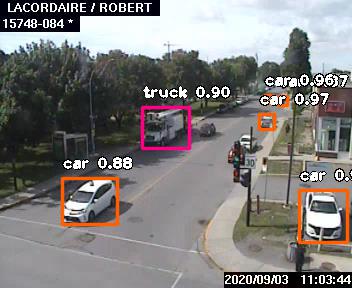 LACORDAIRE / ROBERT
15748-084 *
truck 0.90
car 0.96
car 0.97
car 0.88
30
2020/09/03 11:03:44